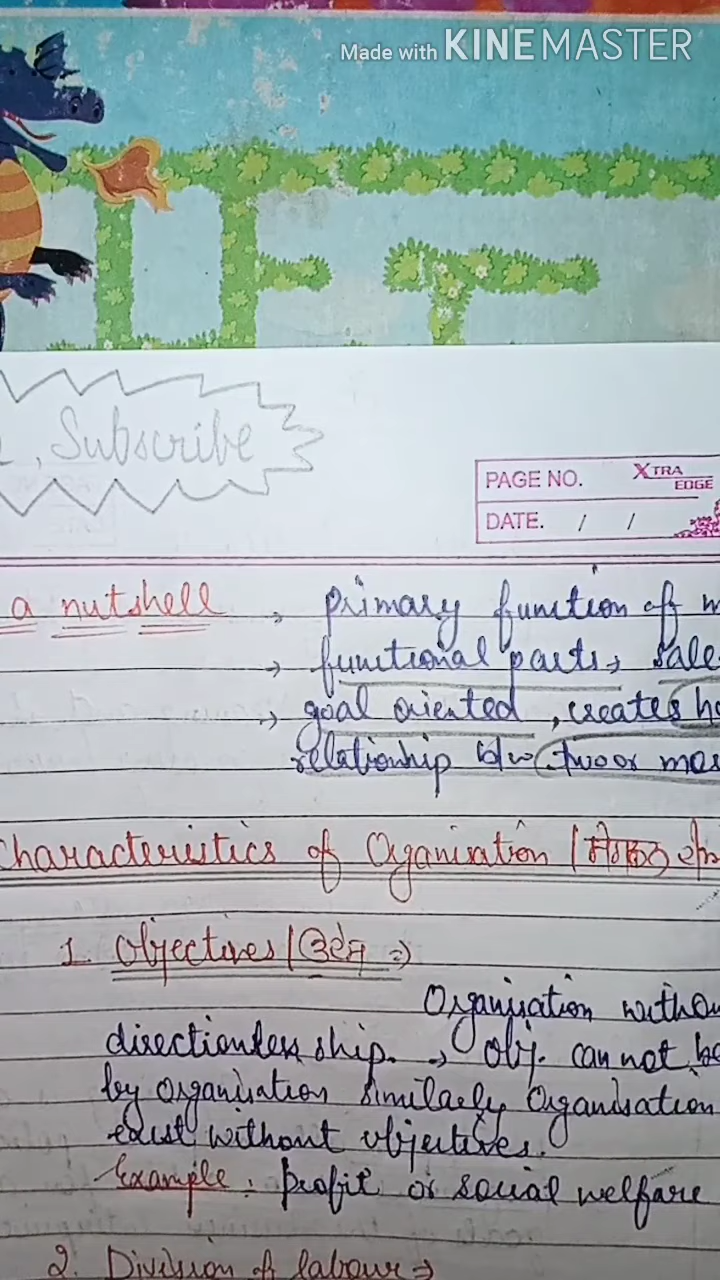 Made with KINEMASTER
, Subscribe
PAGE NO. XTRA EDGE
DATE. / /
a nutshell → primary function of
→ functional parts → sale
→ goal oriented, creates
relationship b/w two or
Characteristics of Organisation /
1. Objectives / ⇒
Organisation
directionless ship. → Obj. can not be
by organisation similarly Organisation
exist without objectives.
Example : Profit or social welfare
2. Division of labour ⇒